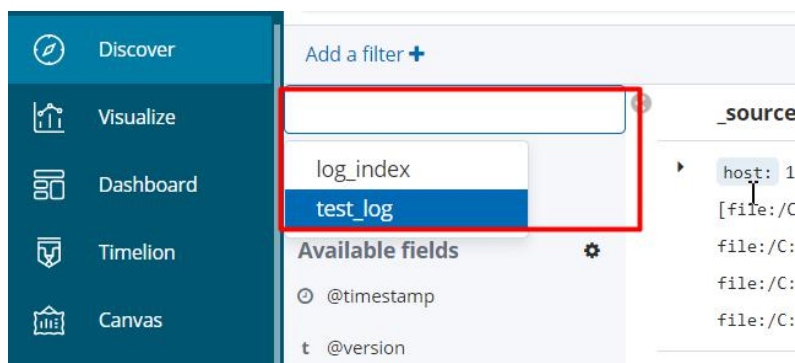 Discover
Visualize
Dashboard
Timelion
Canvas
Add a filter +
log_index
test_log
Available fields
@timestamp
t @version
_source
host: 1
[file:/C
file:/C:
file:/C:
file:/C: